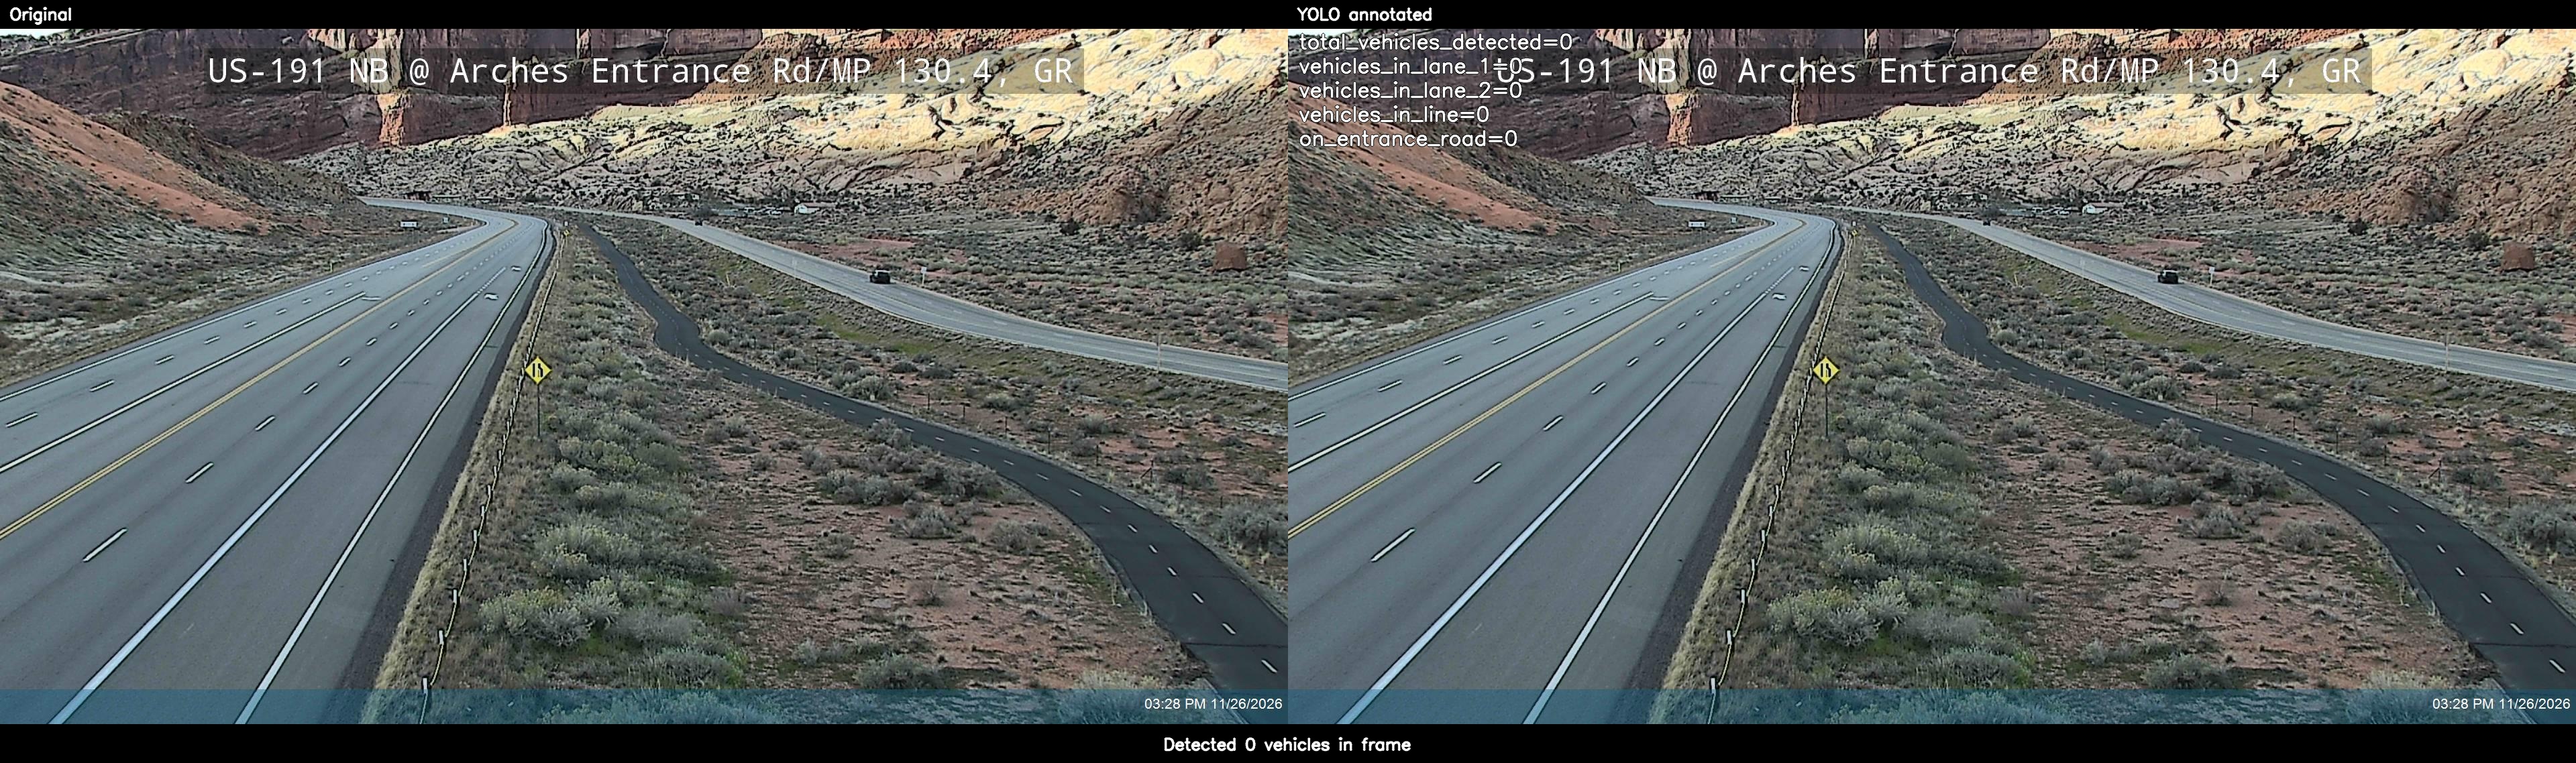 Original
US-191 NB @ Arches Entrance Rd/MP 130.4, GR
03:28 PM 11/26/2026
YOLO annotated
total_vehicles_detected=0
vehicles_in_lane_1=0
US-191 NB @ Arches Entrance Rd/MP 130.4, GR
vehicles_in_lane_2=0
vehicles_in_line=0
on_entrance_road=0
03:28 PM 11/26/2026
Detected 0 vehicles in frame